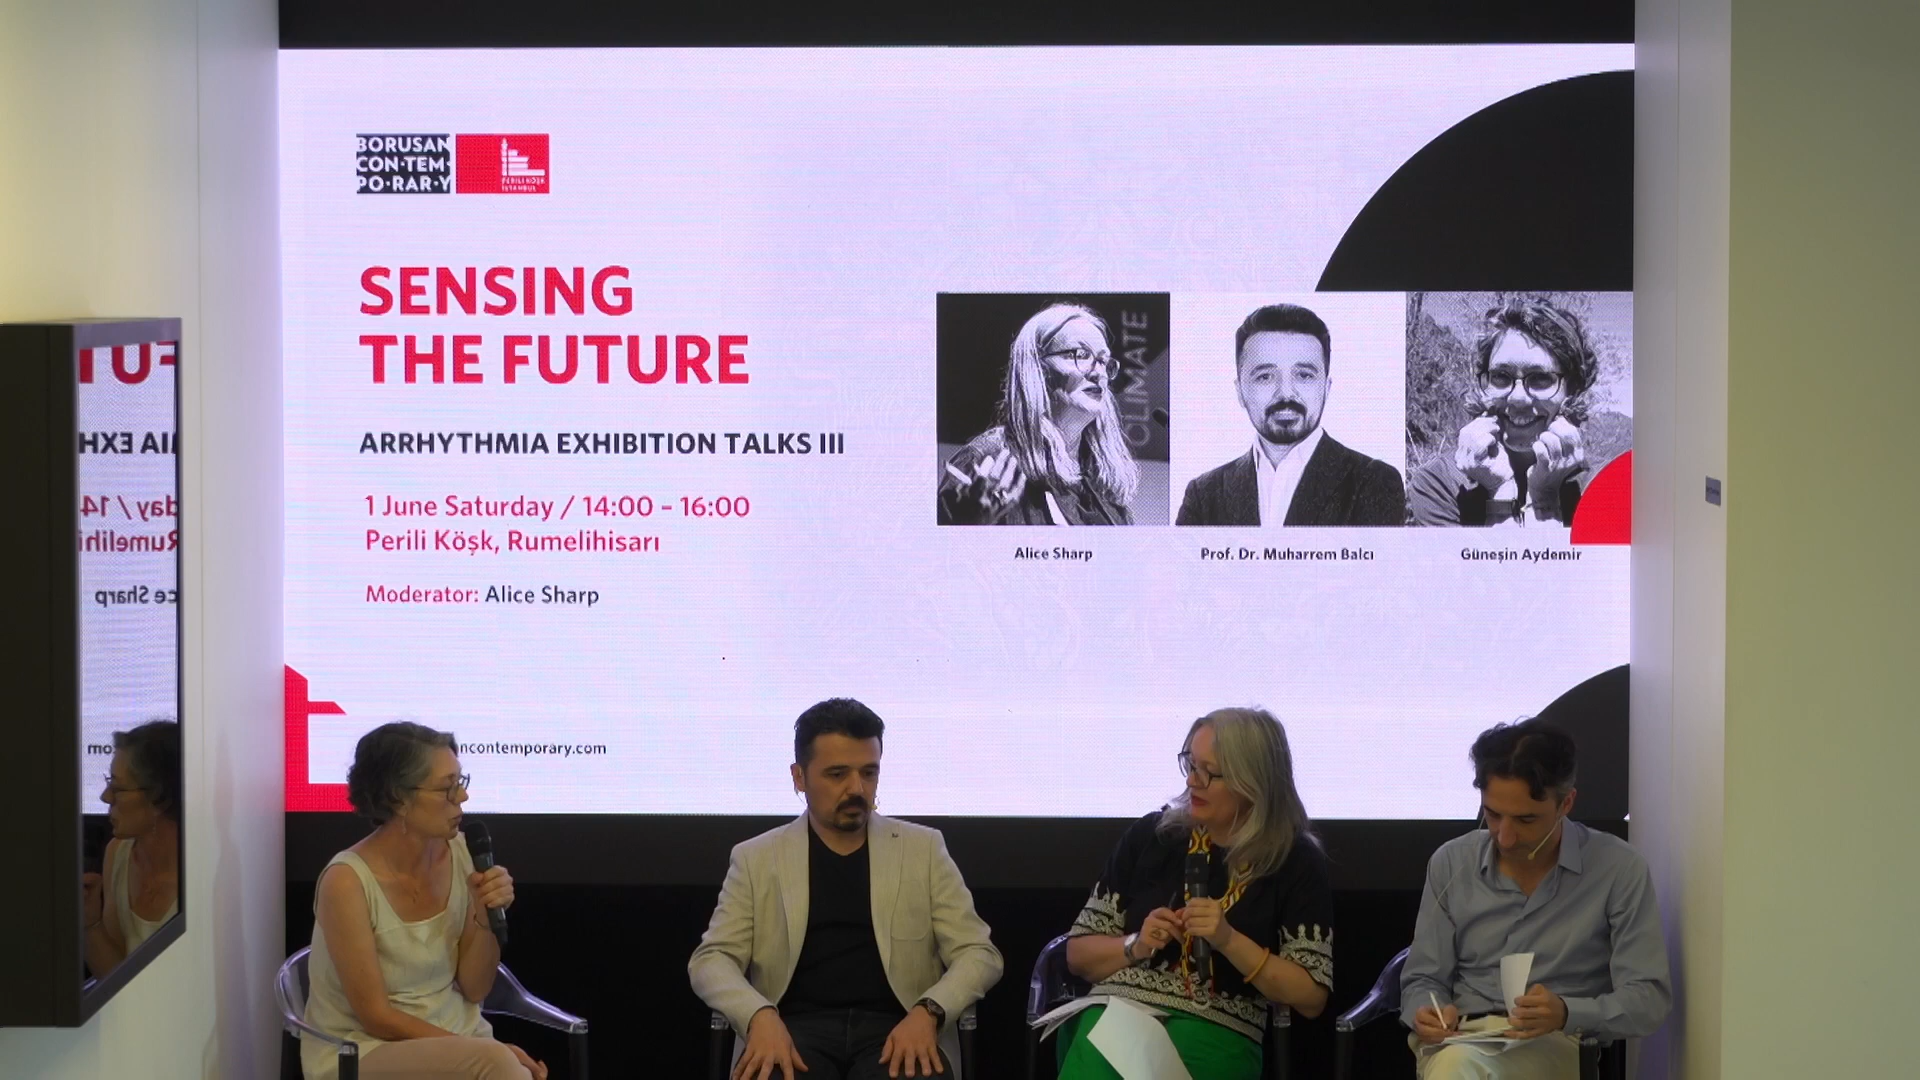 BORUSAN
CON·TEM·
PO·RAR·Y
PERİLİ KÖŞK
İSTANBUL
SENSING
THE FUTURE
ARRHYTHMIA EXHIBITION TALKS III
1 June Saturday / 14:00 – 16:00
Perili Köşk, Rumelihisarı
Moderator: Alice Sharp
CLIMATE
Alice Sharp
Prof. Dr. Muharrem Balcı
Güneşin Aydemir
ncontemporary.com